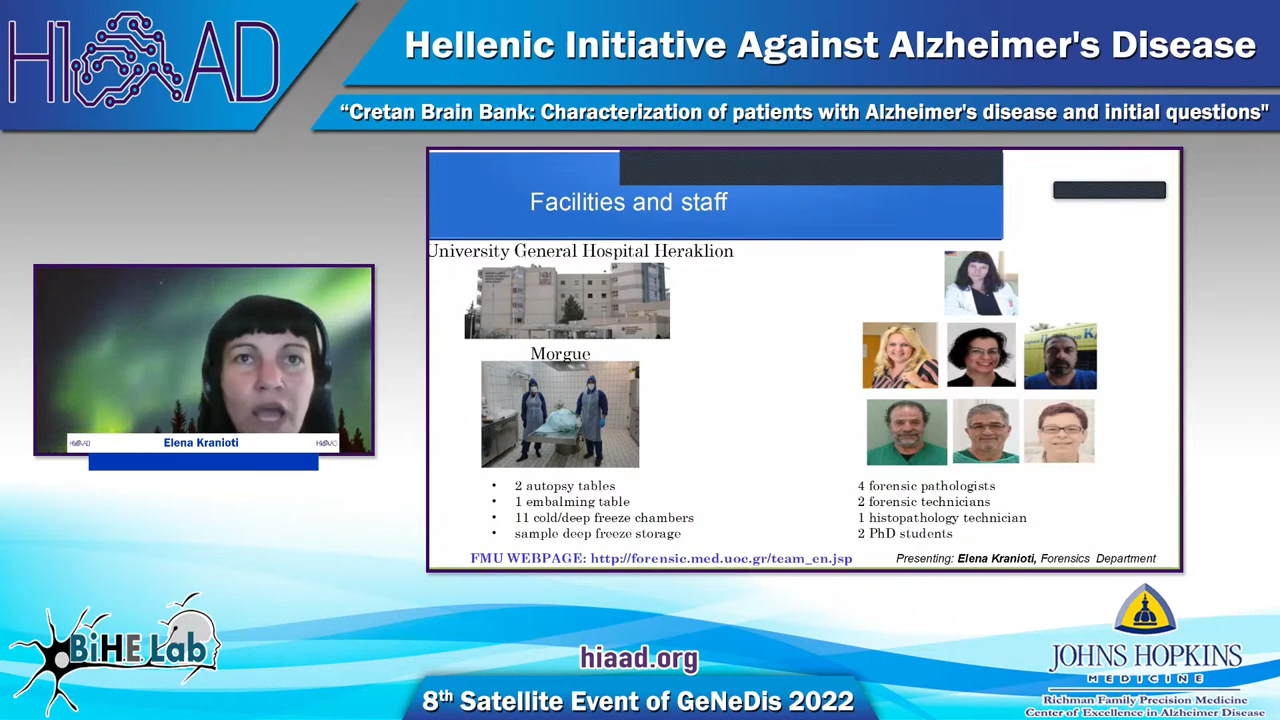 HIAAD
Hellenic Initiative Against Alzheimer's Disease
“Cretan Brain Bank: Characterization of patients with Alzheimer's disease and initial questions"
Facilities and staff
University General Hospital Heraklion
Morgue
• 2 autopsy tables
• 1 embalming table
• 11 cold/deep freeze chambers
• sample deep freeze storage
4 forensic pathologists
2 forensic technicians
1 histopathology technician
2 PhD students
FMU WEBPAGE: http://forensic.med.uoc.gr/team_en.jsp
Presenting: Elena Kranioti, Forensics Department
HIAAD
Elena Kranioti
HIAAD
BiHE Lab
hiaad.org
8th Satellite Event of GeNeDis 2022
JOHNS HOPKINS
MEDICINE
Richman Family Precision Medicine
Center of Excellence in Alzheimer Disease